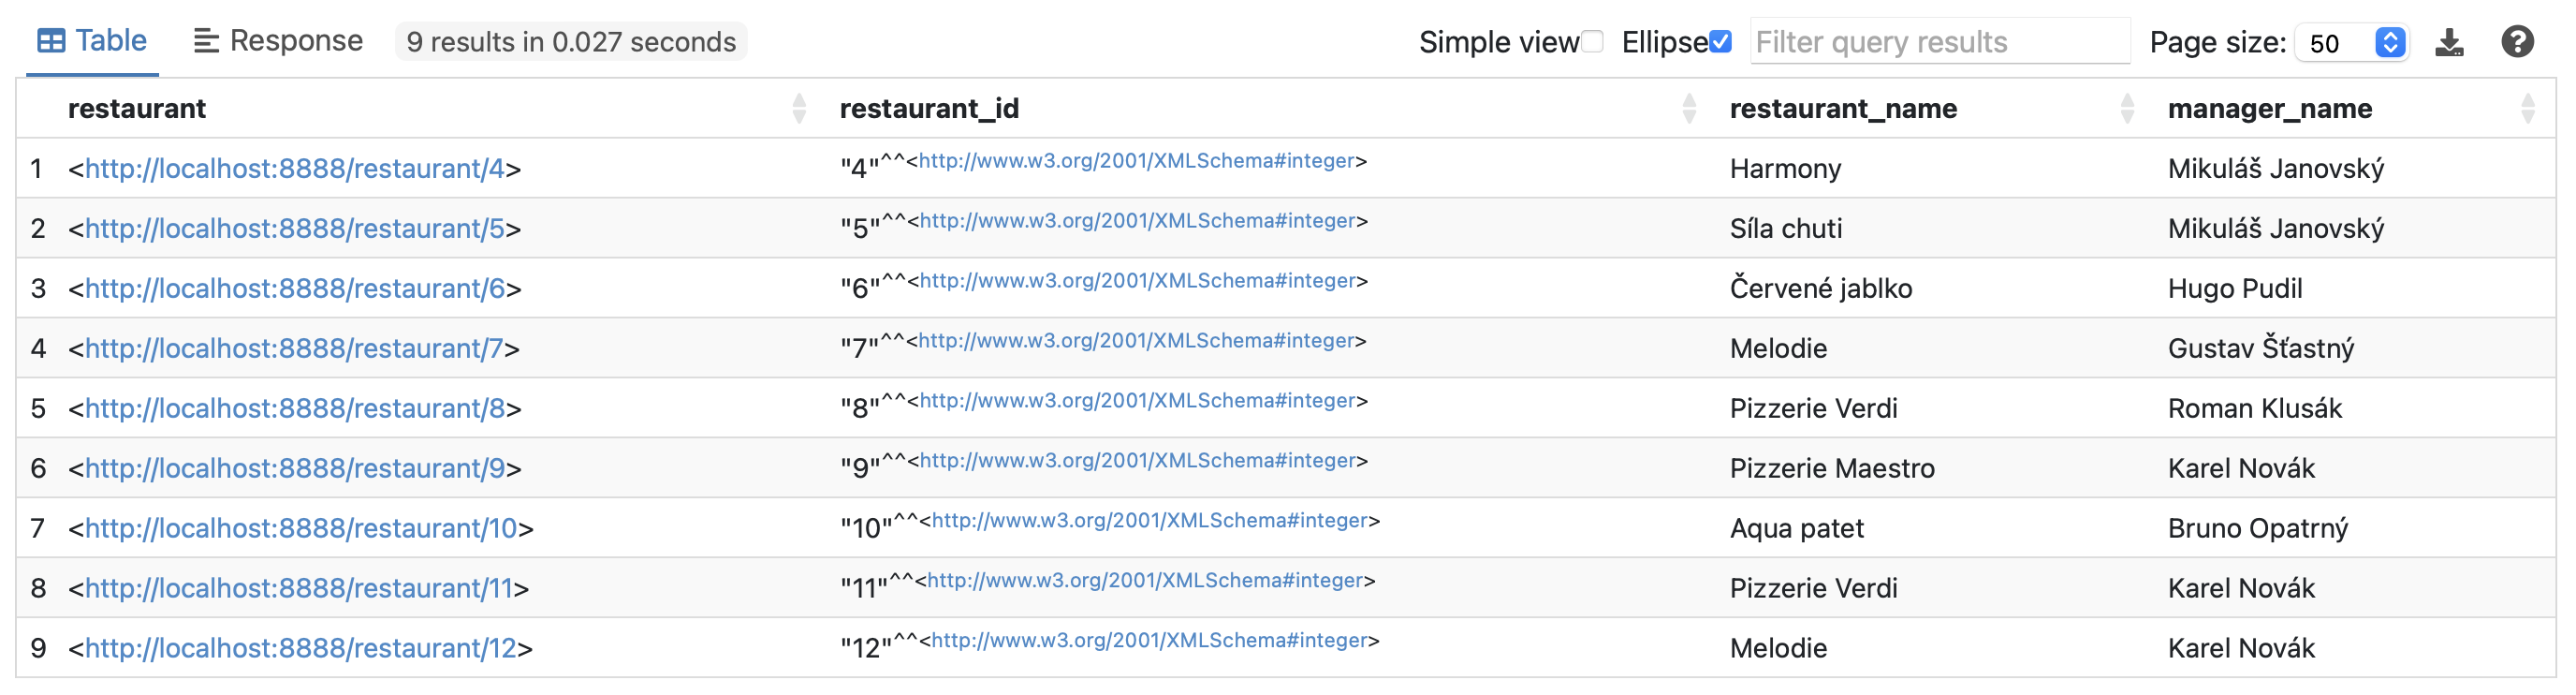 Table Response 9 results in 0.027 seconds Simple view Ellipse Filter query results Page size: 50
restaurant restaurant_id restaurant_name manager_name
1 <http://localhost:8888/restaurant/4> "4"^^<http://www.w3.org/2001/XMLSchema#integer> Harmony Mikuláš Janovský
2 <http://localhost:8888/restaurant/5> "5"^^<http://www.w3.org/2001/XMLSchema#integer> Síla chuti Mikuláš Janovský
3 <http://localhost:8888/restaurant/6> "6"^^<http://www.w3.org/2001/XMLSchema#integer> Červené jablko Hugo Pudil
4 <http://localhost:8888/restaurant/7> "7"^^<http://www.w3.org/2001/XMLSchema#integer> Melodie Gustav Šťastný
5 <http://localhost:8888/restaurant/8> "8"^^<http://www.w3.org/2001/XMLSchema#integer> Pizzerie Verdi Roman Klusák
6 <http://localhost:8888/restaurant/9> "9"^^<http://www.w3.org/2001/XMLSchema#integer> Pizzerie Maestro Karel Novák
7 <http://localhost:8888/restaurant/10> "10"^^<http://www.w3.org/2001/XMLSchema#integer> Aqua patet Bruno Opatrný
8 <http://localhost:8888/restaurant/11> "11"^^<http://www.w3.org/2001/XMLSchema#integer> Pizzerie Verdi Karel Novák
9 <http://localhost:8888/restaurant/12> "12"^^<http://www.w3.org/2001/XMLSchema#integer> Melodie Karel Novák